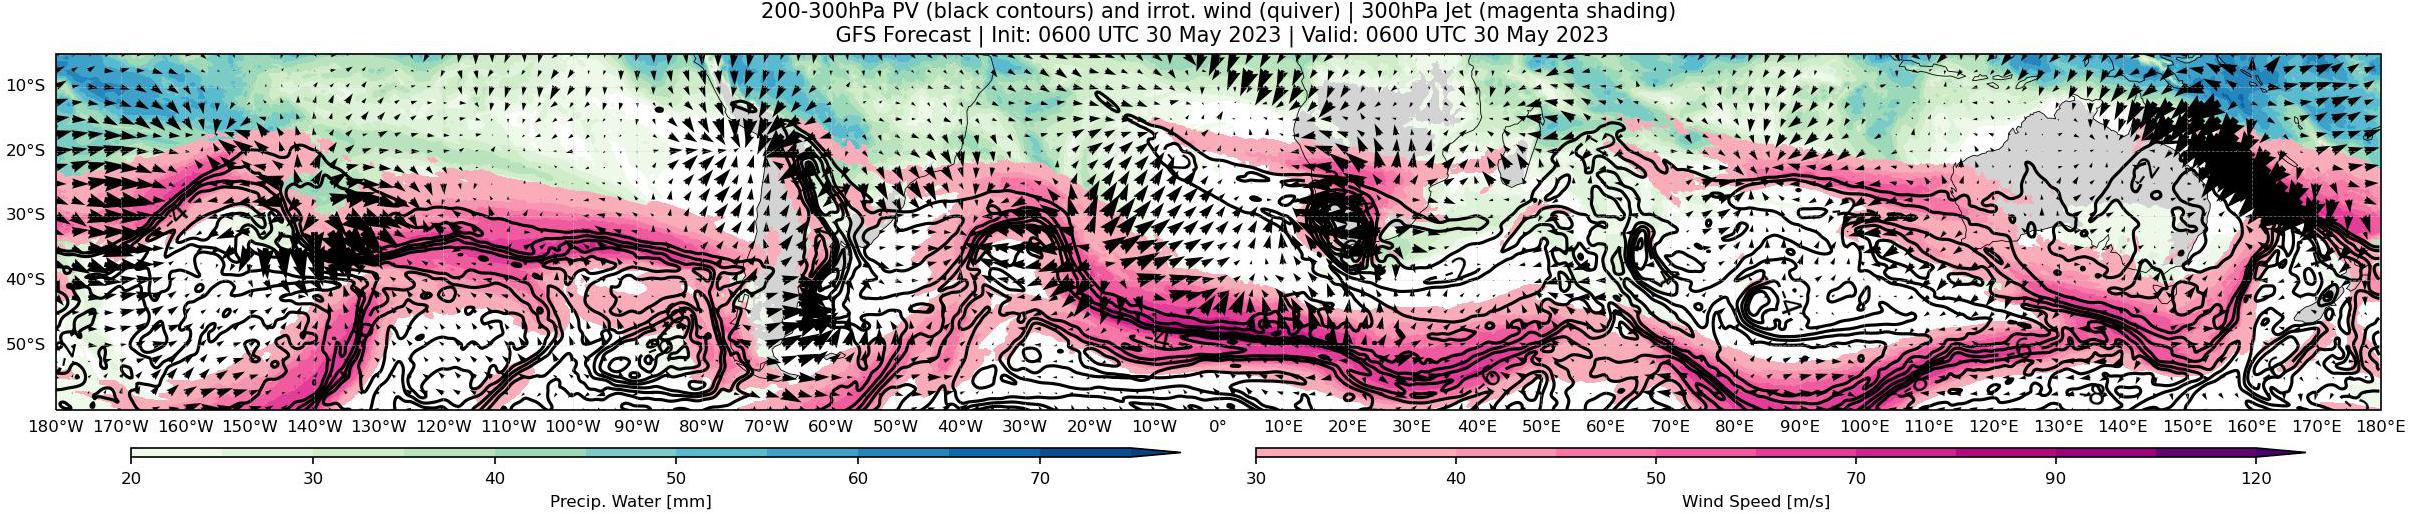 200-300hPa PV (black contours) and irrot. wind (quiver) | 300hPa Jet (magenta shading)
GFS Forecast | Init: 0600 UTC 30 May 2023 | Valid: 0600 UTC 30 May 2023
10°S
20°S
30°S
40°S
50°S
180°W 170°W 160°W 150°W 140°W 130°W 120°W 110°W 100°W 90°W 80°W 70°W 60°W 50°W 40°W 30°W 20°W 10°W 0° 10°E 20°E 30°E 40°E 50°E 60°E 70°E 80°E 90°E 100°E 110°E 120°E 130°E 140°E 150°E 160°E 170°E 180°E
20 30 40 50 60 70
Precip. Water [mm]
30 40 50 70 90 120
Wind Speed [m/s]